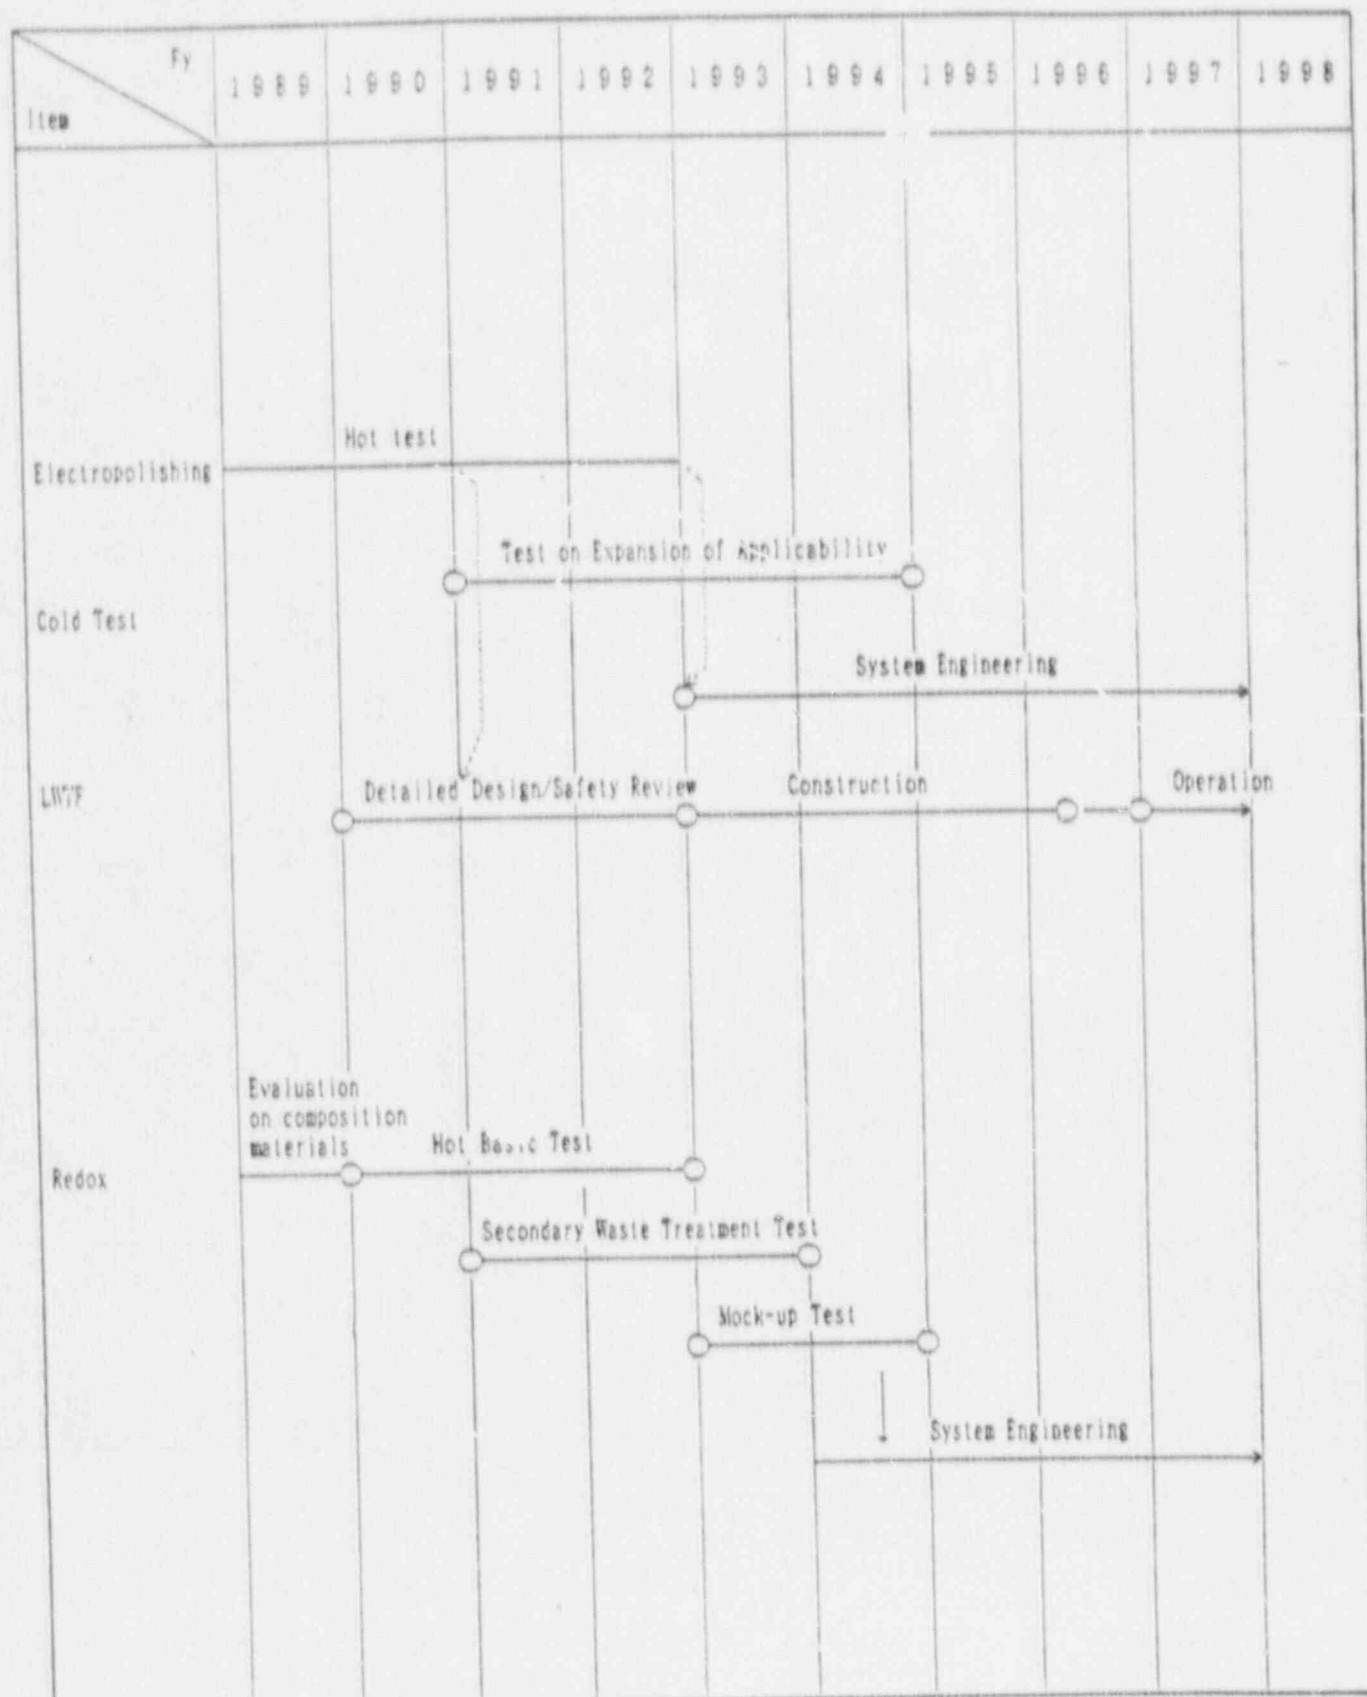 Fy
Item
1989 1990 1991 1992 1993 1994 1995 1996 1997 1998
Hot test
Electropolishing
Test on Expansion of Applicability
Cold Test
System Engineering
Detailed Design/Safety Review Construction Operation
Evaluation
on composition
materials
Hot Basic Test
Redox
Secondary Waste Treatment Test
Mock-up Test
System Engineering